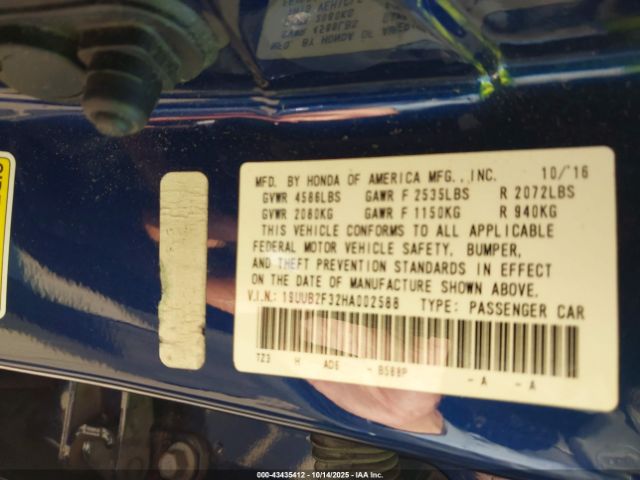 MFD. BY HONDA OF AMERICA MFG.,INC. 10/'16
GVWR 4586LBS GAWR F 2535LBS R 2072LBS
GVWR 2080KG GAWR F 1150KG R 940KG
THIS VEHICLE CONFORMS TO ALL APPLICABLE
FEDERAL MOTOR VEHICLE SAFETY, BUMPER,
AND THEFT PREVENTION STANDARDS IN EFFECT
ON THE DATE OF MANUFACTURE SHOWN ABOVE.
V.I.N.: 19UUB2F32HA002588 TYPE: PASSENGER CAR
TZ3 H ADE - B588P - A - A
000-43435412 - 10/14/2025 - IAA Inc.